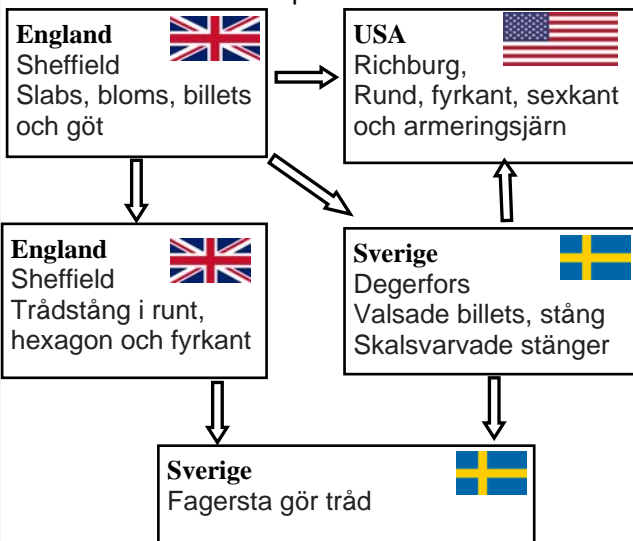 England
Sheffield
Slabs, bloms, billets
och göt
USA
Richburg,
Rund, fyrkant, sexkant
och armeringsjärn
England
Sheffield
Trådstång i runt,
hexagon och fyrkant
Sverige
Degerfors
Valsade billets, stång
Skalsvarvade stänger
Sverige
Fagersta gör tråd